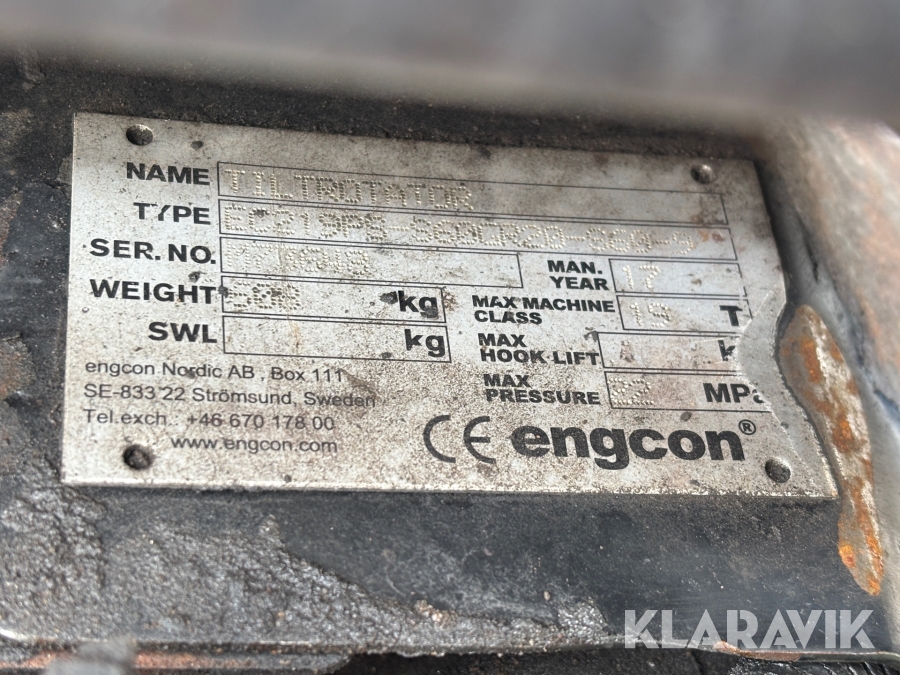 NAME TILTROTATOR
TYPE
SER. NO. MAN. YEAR 17
WEIGHT kg MAX MACHINE CLASS 19 T
SWL kg MAX HOOK LIFT k
MAX PRESSURE 22 MPa
engcon Nordic AB , Box 111
SE-833 22 Strömsund, Sweden
Tel.exch. +46 670 178 00
www.engcon.com
CE engcon®
KLARAVIK